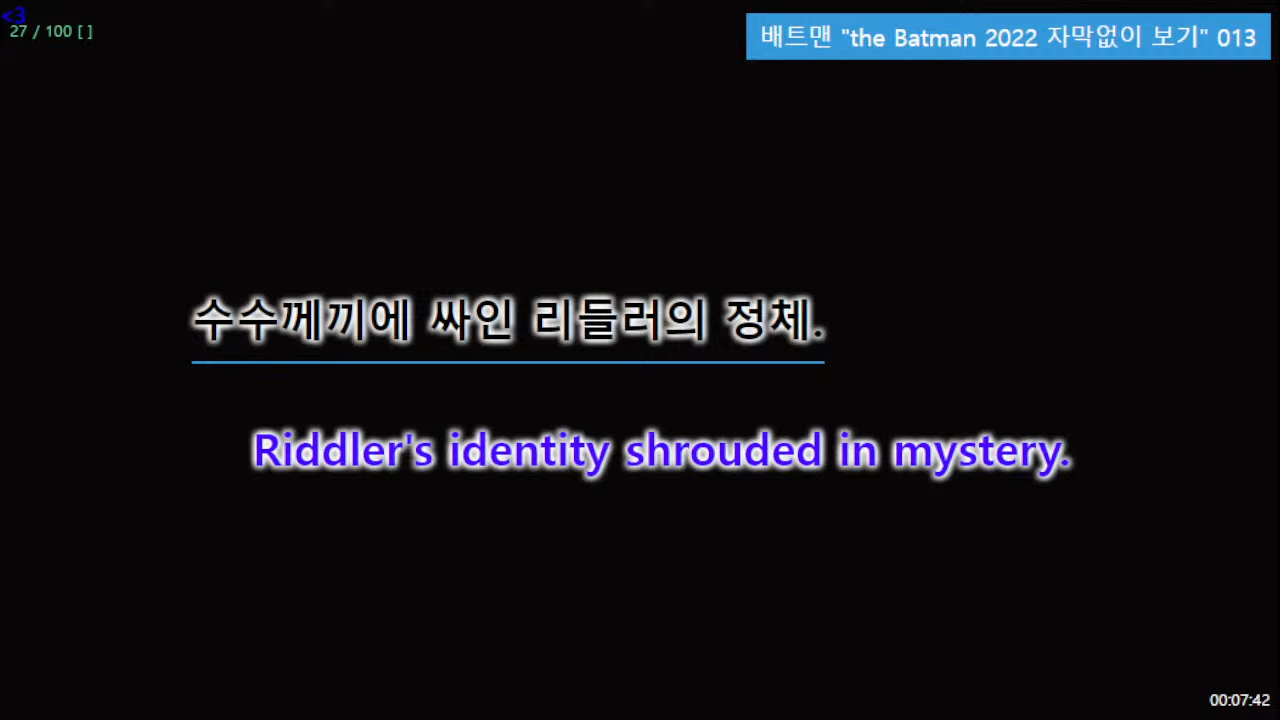 <3
27 / 100 [ ]
배트맨 "the Batman 2022 자막없이 보기" 013
수수께끼에 싸인 리들러의 정체.
Riddler's identity shrouded in mystery.
00:07:42